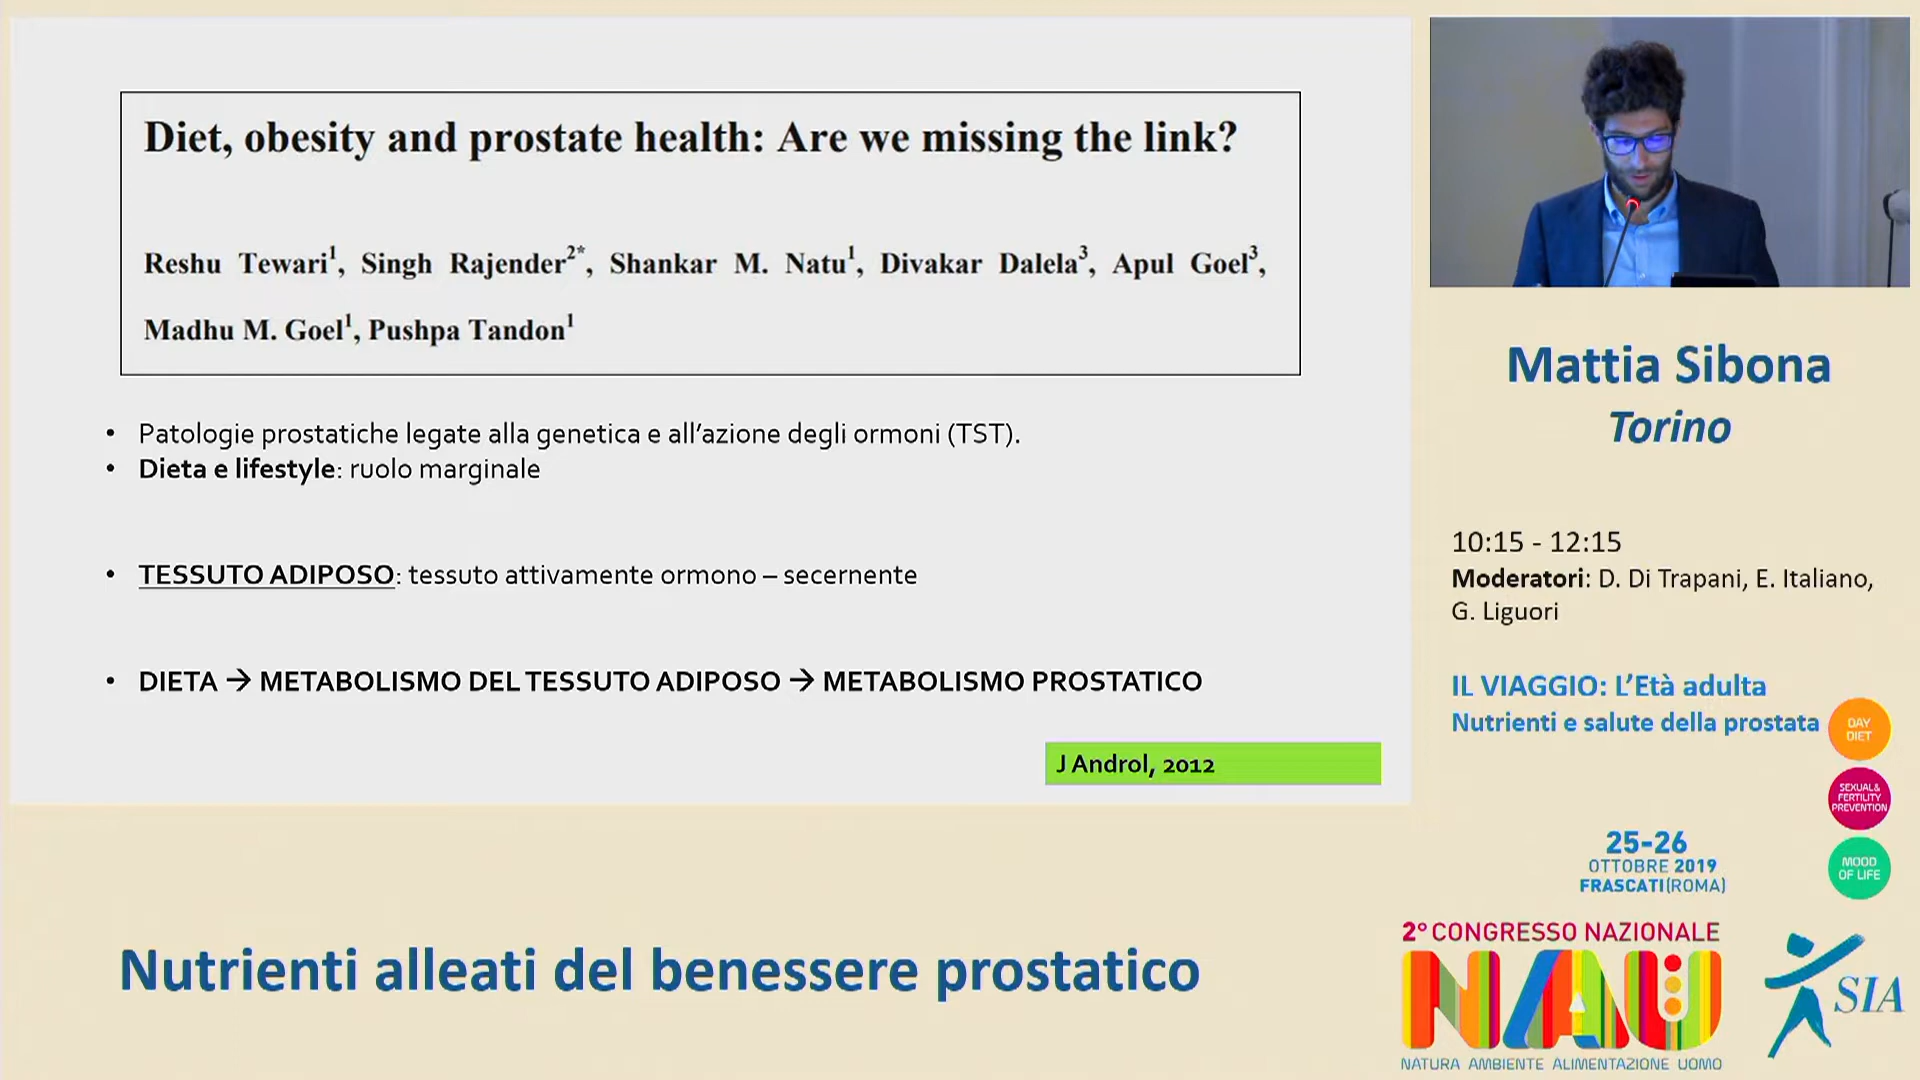 Diet, obesity and prostate health: Are we missing the link?
Reshu Tewari1, Singh Rajender2*, Shankar M. Natu1, Divakar Dalela3, Apul Goel3,
Madhu M. Goel1, Pushpa Tandon1
• Patologie prostatiche legate alla genetica e all’azione degli ormoni (TST).
• Dieta e lifestyle: ruolo marginale
• TESSUTO ADIPOSO: tessuto attivamente ormono – secernente
• DIETA → METABOLISMO DEL TESSUTO ADIPOSO → METABOLISMO PROSTATICO
J Androl, 2012
Nutrienti alleati del benessere prostatico
Mattia Sibona
Torino
10:15 - 12:15
Moderatori: D. Di Trapani, E. Italiano,
G. Liguori
IL VIAGGIO: L’Età adulta
Nutrienti e salute della prostata
DAY
DIET
SEXUAL&
FERTILITY
PREVENTION
MOOD
OF LIFE
25-26
OTTOBRE 2019
FRASCATI(ROMA)
2° CONGRESSO NAZIONALE
NAU
NATURA AMBIENTE ALIMENTAZIONE UOMO
SIA